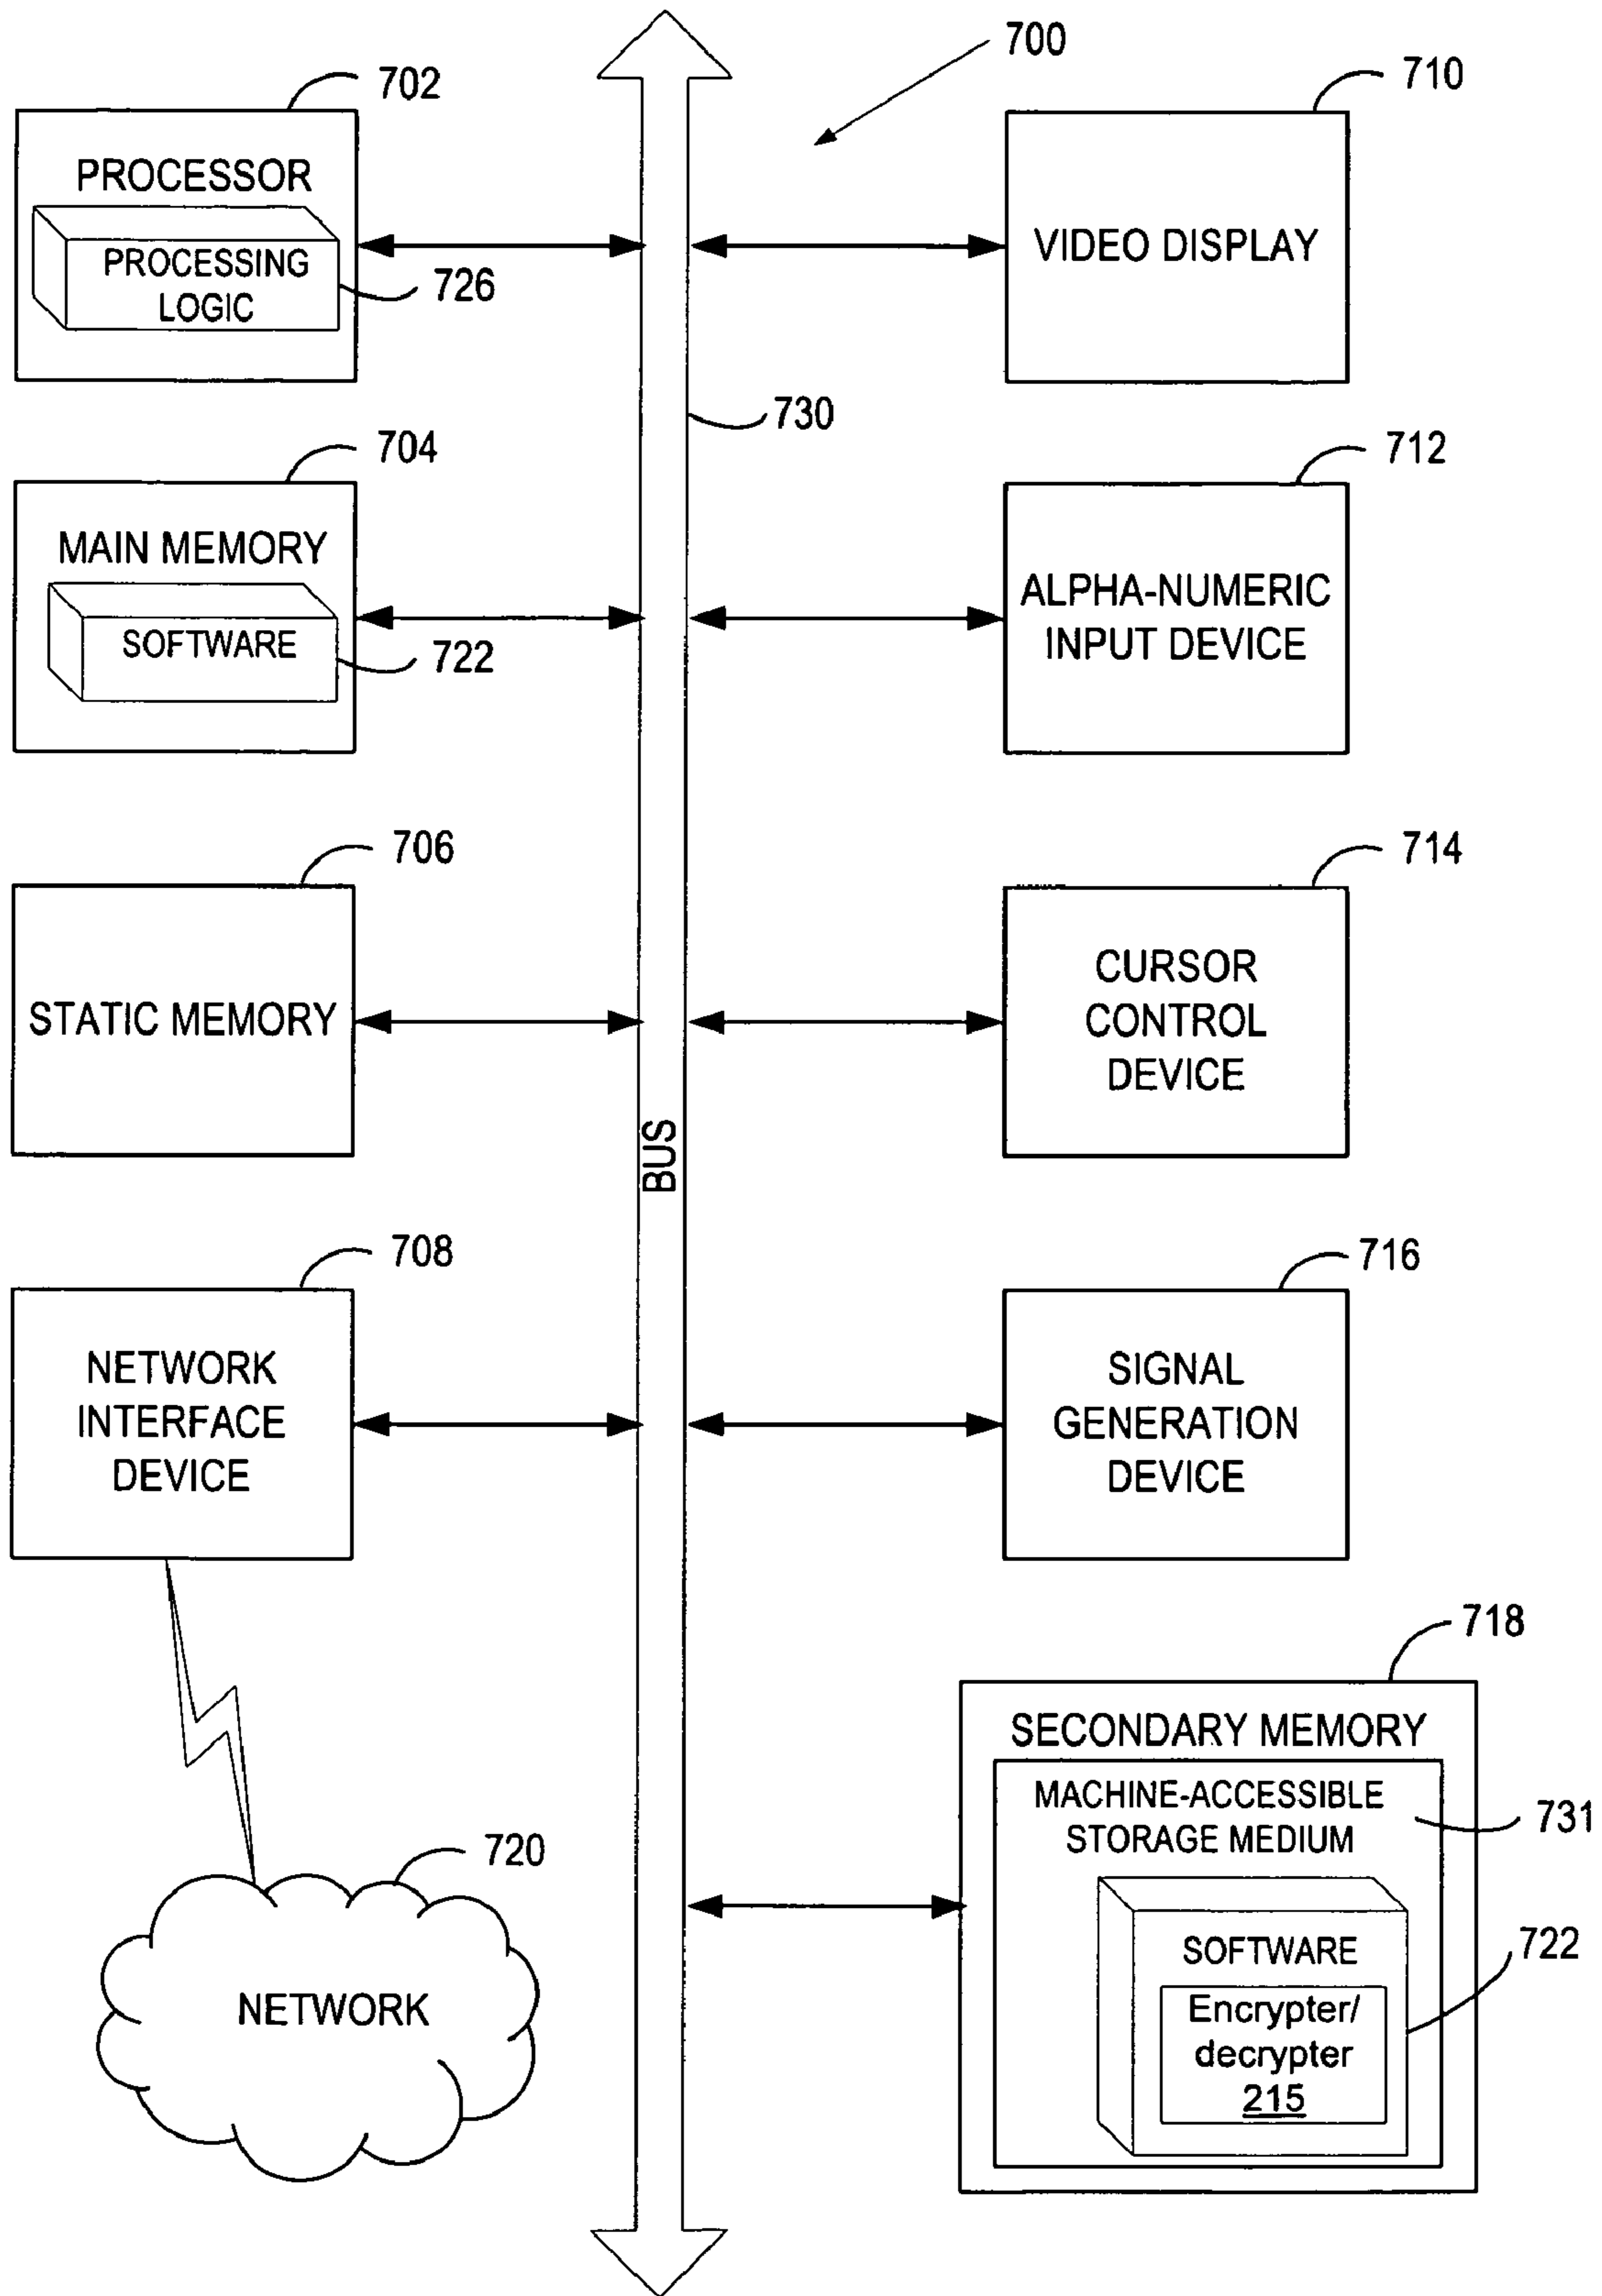 700
702
PROCESSOR
PROCESSING
LOGIC
726
710
VIDEO DISPLAY
730
704
MAIN MEMORY
SOFTWARE
722
712
ALPHA-NUMERIC
INPUT DEVICE
706
STATIC MEMORY
714
CURSOR
CONTROL
DEVICE
BUS
708
NETWORK
INTERFACE
DEVICE
716
SIGNAL
GENERATION
DEVICE
718
SECONDARY MEMORY
MACHINE-ACCESSIBLE
STORAGE MEDIUM
731
SOFTWARE
722
Encrypter/
decrypter
215
720
NETWORK